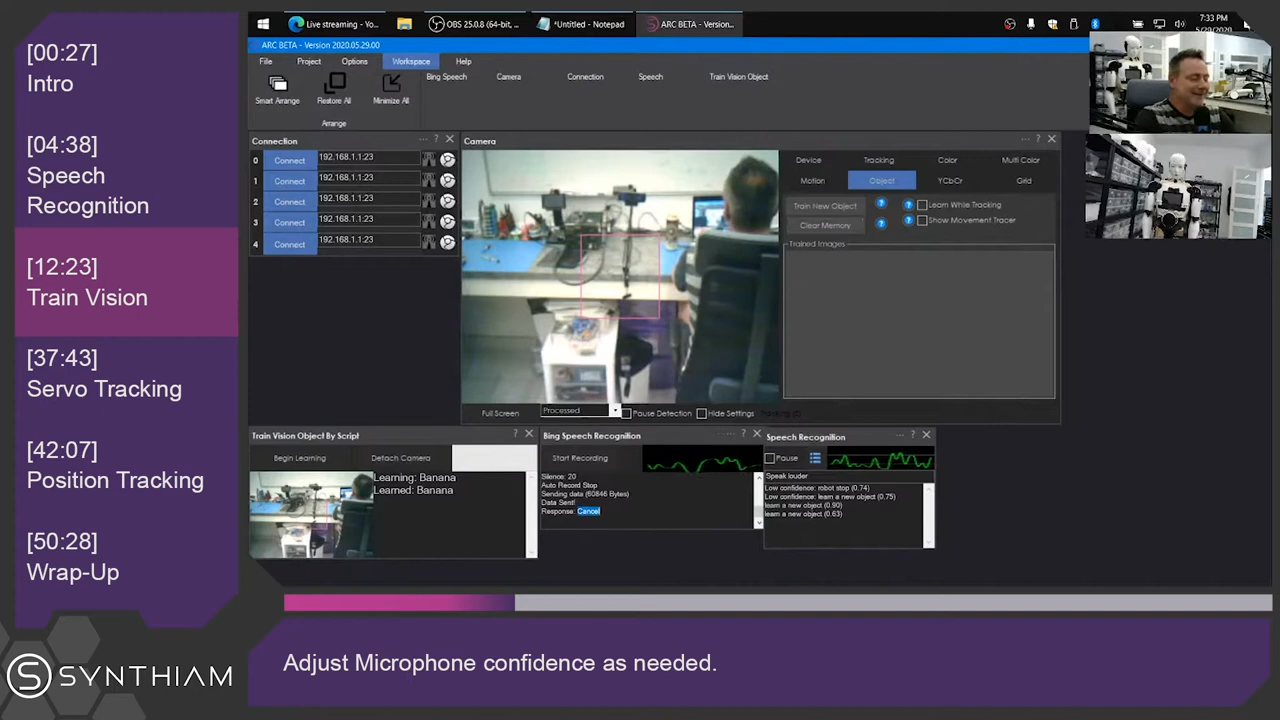 [00:27]
Intro
[04:38]
Speech
Recognition
[12:23]
Train Vision
[37:43]
Servo Tracking
[42:07]
Position Tracking
[50:28]
Wrap-Up
SYNTHIAM
Live streaming - Yo...
OBS 25.0.8 (64-bit, ...
*Untitled - Notepad
ARC BETA - Version...
7:33 PM
5/29/2020
ARC BETA - Version 2020.05.29.00
File Project Options Workspace Help
Smart Arrange Restore All Minimize All
Arrange
Bing Speech Camera Connection Speech Train Vision Object
Connection ... ?
0 Connect 192.168.1.1:23
1 Connect 192.168.1.1:23
2 Connect 192.168.1.1:23
3 Connect 192.168.1.1:23
4 Connect 192.168.1.1:23
Camera ... ?
Device Tracking Color Multi Color
Motion Object YCbCr Grid
Train New Object ? ? Learn While Tracking
Clear Memory ? ? Show Movement Tracer
Trained Images
Full Screen Processed Pause Detection Hide Settings
Train Vision Object By Script ?
Begin Learning Detach Camera
Learning: Banana
Learned: Banana
Bing Speech Recognition ... ?
Start Recording
Silence: 20
Auto Record Stop
Sending data (60846 Bytes)
Data Sent!
Response: Cancel
Speech Recognition ... ?
Pause
Speak louder
Low confidence: robot stop (0.74)
Low confidence: learn a new object (0.75)
learn a new object (0.90)
learn a new object (0.63)
Adjust Microphone confidence as needed.